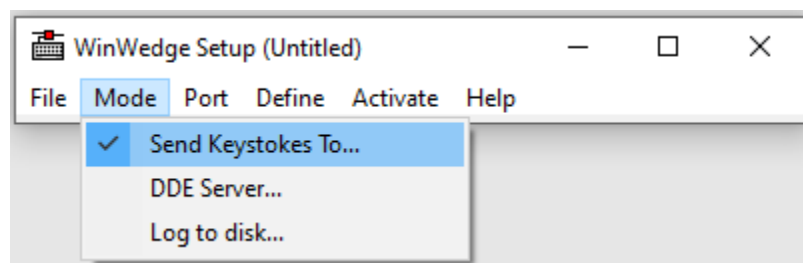 WinWedge Setup (Untitled)
File Mode Port Define Activate Help
Send Keystokes To...
DDE Server...
Log to disk...